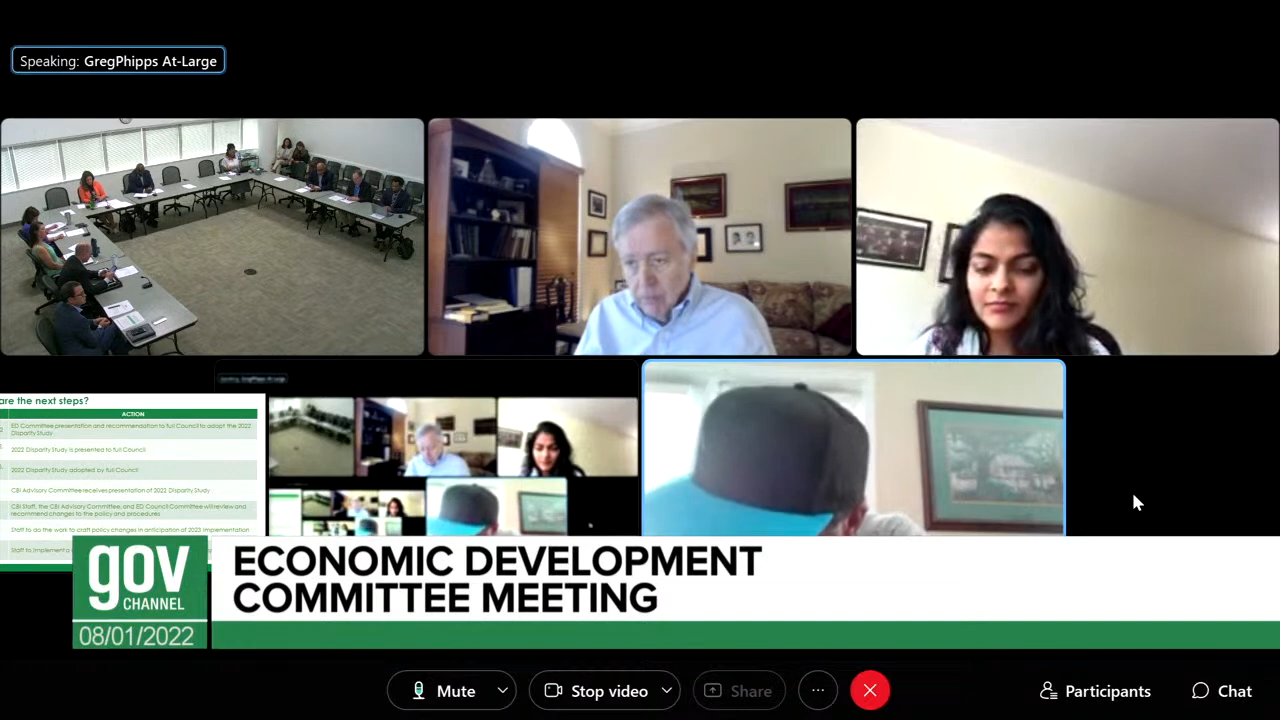 Speaking: GregPhipps At-Large
are the next steps?
ACTION
ED Committee presentation and recommendation to full Council to adopt the 2022
Disparity Study
2022 Disparity Study is presented to full Council
2022 Disparity Study adopted by full Council
CBI Advisory Committee receives presentation of 2022 Disparity Study
CBI Staff, the CBI Advisory Committee, and ED Council Committee will review and
recommend changes to the policy and procedures
Staff to do the work to craft policy changes in anticipation of 2023 implementation
Staff to implement
gov
CHANNEL
08/01/2022
ECONOMIC DEVELOPMENT
COMMITTEE MEETING
Mute
Stop video
Share
Participants
Chat